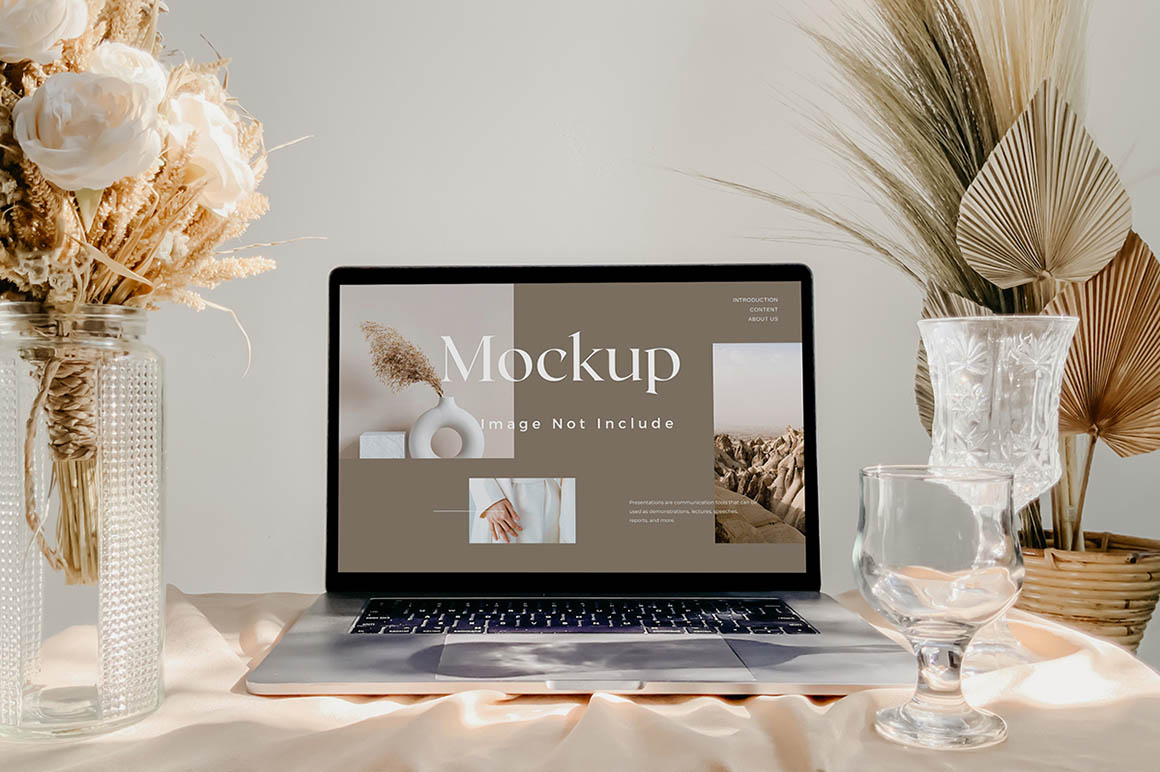 INTRODUCTION
CONTENT
ABOUT US
Mockup
Image Not Include
Presentations are communication tools that can be
used as demonstrations, lectures, speeches,
reports, and more.